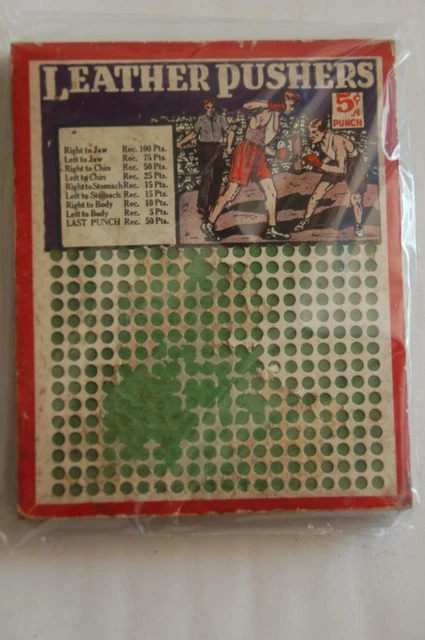 LEATHER PUSHERS
5¢
A
PUNCH
Right to Jaw Rec. 100 Pts.
Left to Jaw Rec. 75 Pts.
Right to Chin Rec. 50 Pts.
Left to Chin Rec. 25 Pts.
Right to Stomach Rec. 15 Pts.
Left to Stomach Rec. 15 Pts.
Right to Body Rec. 10 Pts.
Left to Body Rec. 5 Pts.
LAST PUNCH Rec. 50 Pts.